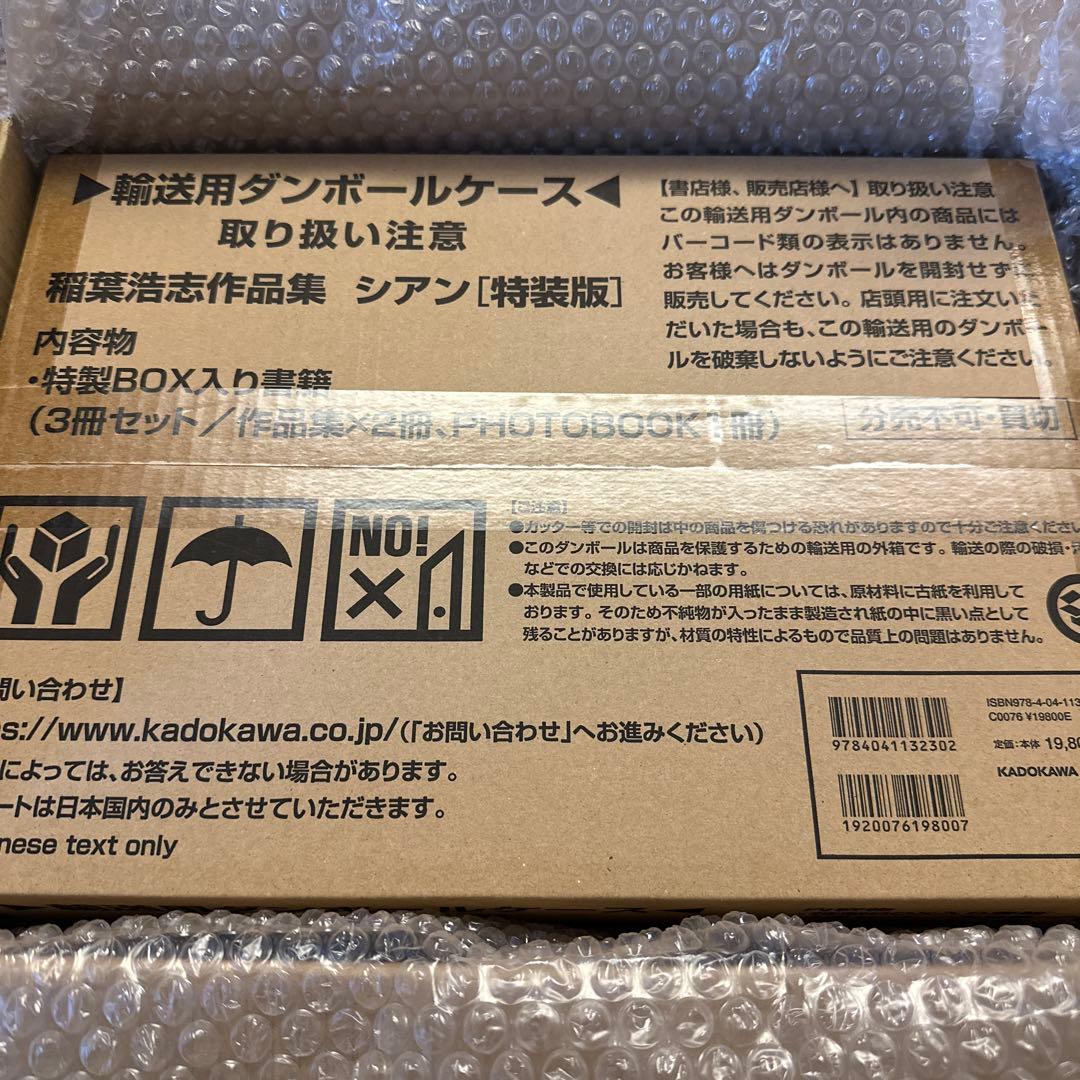 ▶輸送用ダンボールケース◀
取り扱い注意
稲葉浩志作品集 シアン[特装版]
内容物
・特製BOX入り書籍
(3冊セット/作品集×2冊、PHOTOBOOK1冊)
【書店様、販売店様へ】取り扱い注意
この輸送用ダンボール内の商品には
バーコード類の表示はありません。
お客様へはダンボールを開封せずに
販売してください。店頭用に注文いた
だいた場合も、この輸送用のダンボー
ルを破棄しないようにご注意ください。
分売不可・買切
NO!
【ご注意】
●カッター等での開封は中の商品を傷つける恐れがありますので十分ご注意ください
●このダンボールは商品を保護するための輸送用の外箱です。輸送の際の破損・汚
などでの交換には応じかねます。
●本製品で使用している一部の用紙については、原材料に古紙を利用して
おります。そのため不純物が入ったまま製造され紙の中に黒い点として
残ることがありますが、材質の特性によるもので品質上の問題はありません。
問い合わせ】
s://www.kadokawa.co.jp/(「お問い合わせ」へお進みください)
によっては、お答えできない場合があります。
ートは日本国内のみとさせていただきます。
nese text only
ISBN978-4-04-113
C0076 ¥19800E
9784041132302
定価:本体 19,80
KADOKAWA
1920076198007